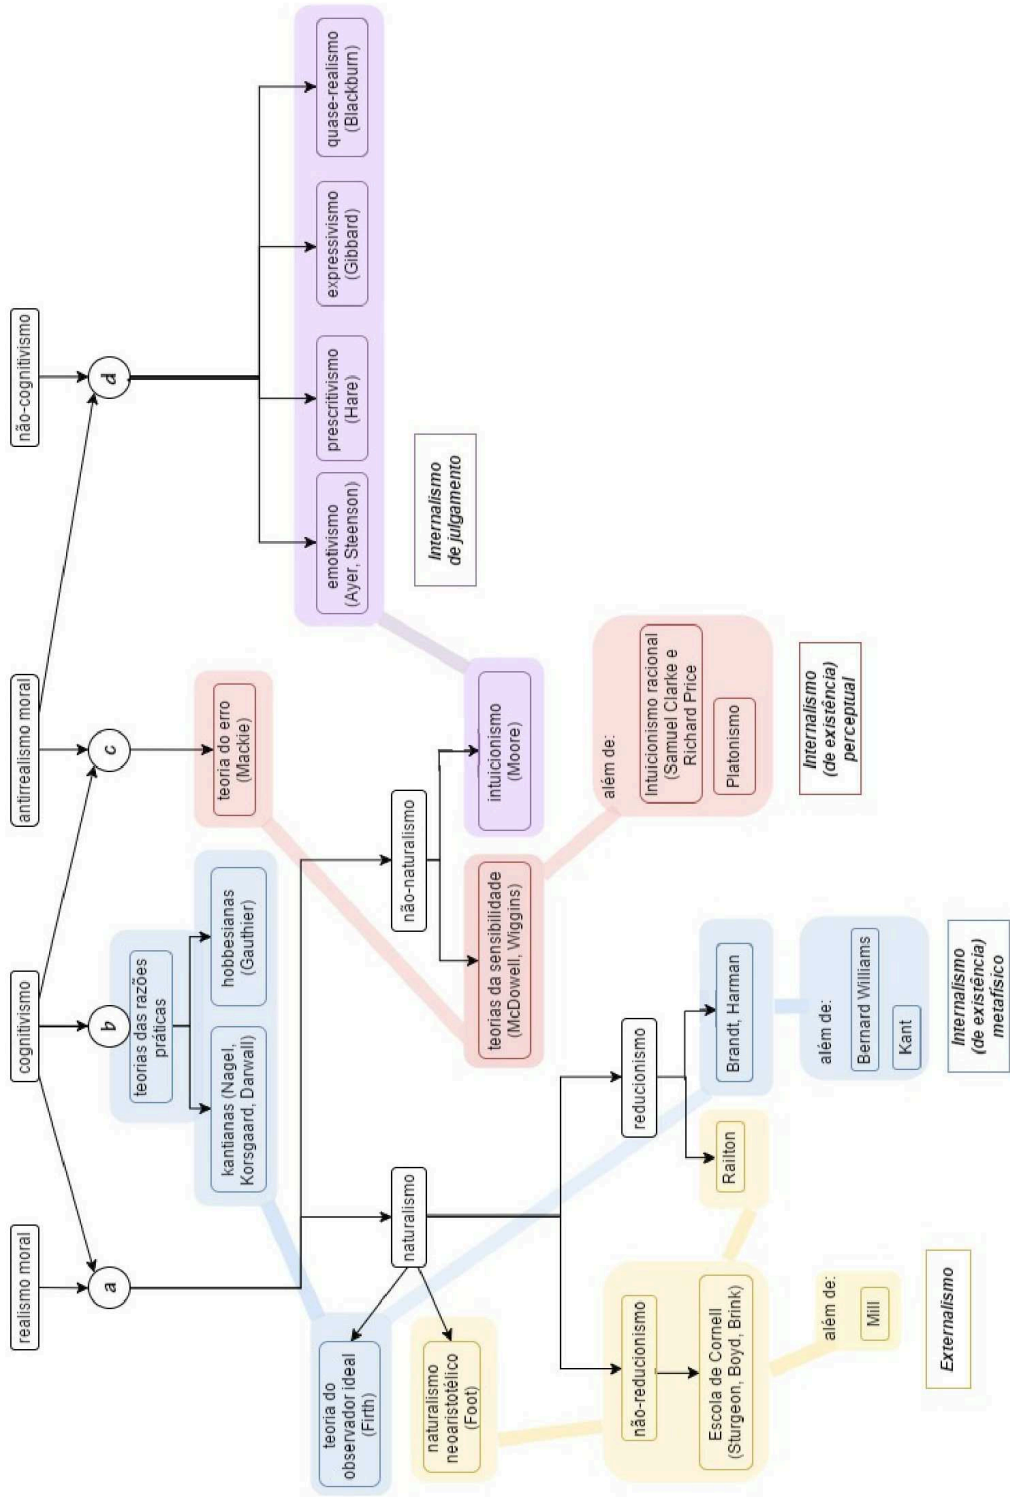 realismo moral
cognitivismo
antirrealismo moral
não-cognitivismo
a
b
c
d
teorias das razões
práticas
kantianas (Nagel,
Korsgaard, Darwall)
hobbesianas
(Gauthier)
teoria do erro
(Mackie)
teoria do
observador ideal
(Firth)
naturalismo
não-naturalismo
emotivismo
(Ayer, Steenson)
prescritivismo
(Hare)
expressivismo
(Gibbard)
quase-realismo
(Blackburn)
naturalismo
neoaristotélico
(Foot)
teorias da sensibilidade
(McDowell, Wiggins)
intuicionismo
(Moore)
Internalismo
de julgamento
não-reducionismo
reducionismo
além de:
Intuicionismo racional
(Samuel Clarke e
Richard Price
Platonismo
Escola de Cornell
(Sturgeon, Boyd, Brink)
Railton
Brandt, Harman
Internalismo
(de existência)
perceptual
além de:
Mill
além de:
Bernard Williams
Kant
Externalismo
Internalismo
(de existência)
metafísico